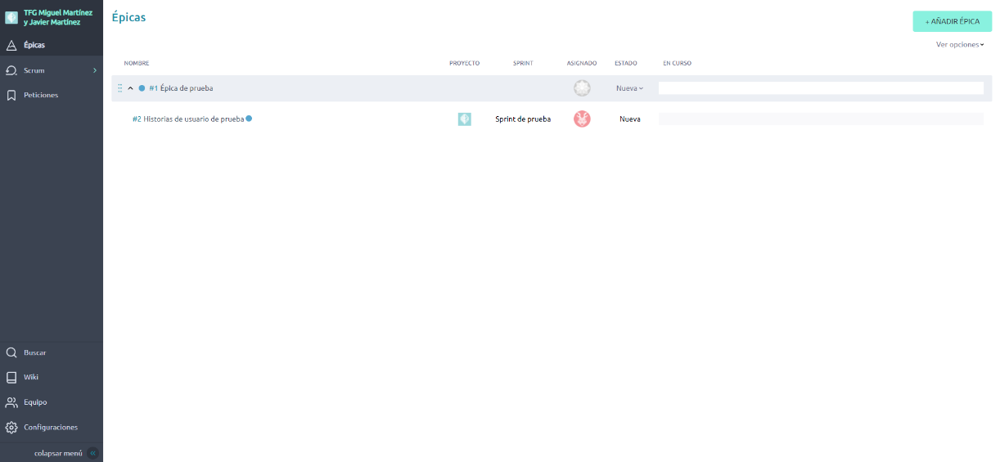 TFG Miguel Martínez
y Javier Martínez
Épicas
Scrum
Peticiones
Buscar
Wiki
Equipo
Configuraciones
colapsar menú
Épicas
+ AÑADIR ÉPICA
Ver opciones
NOMBRE PROYECTO SPRINT ASIGNADO ESTADO EN CURSO
#1 Épica de prueba Nueva
#2 Historias de usuario de prueba Sprint de prueba Nueva